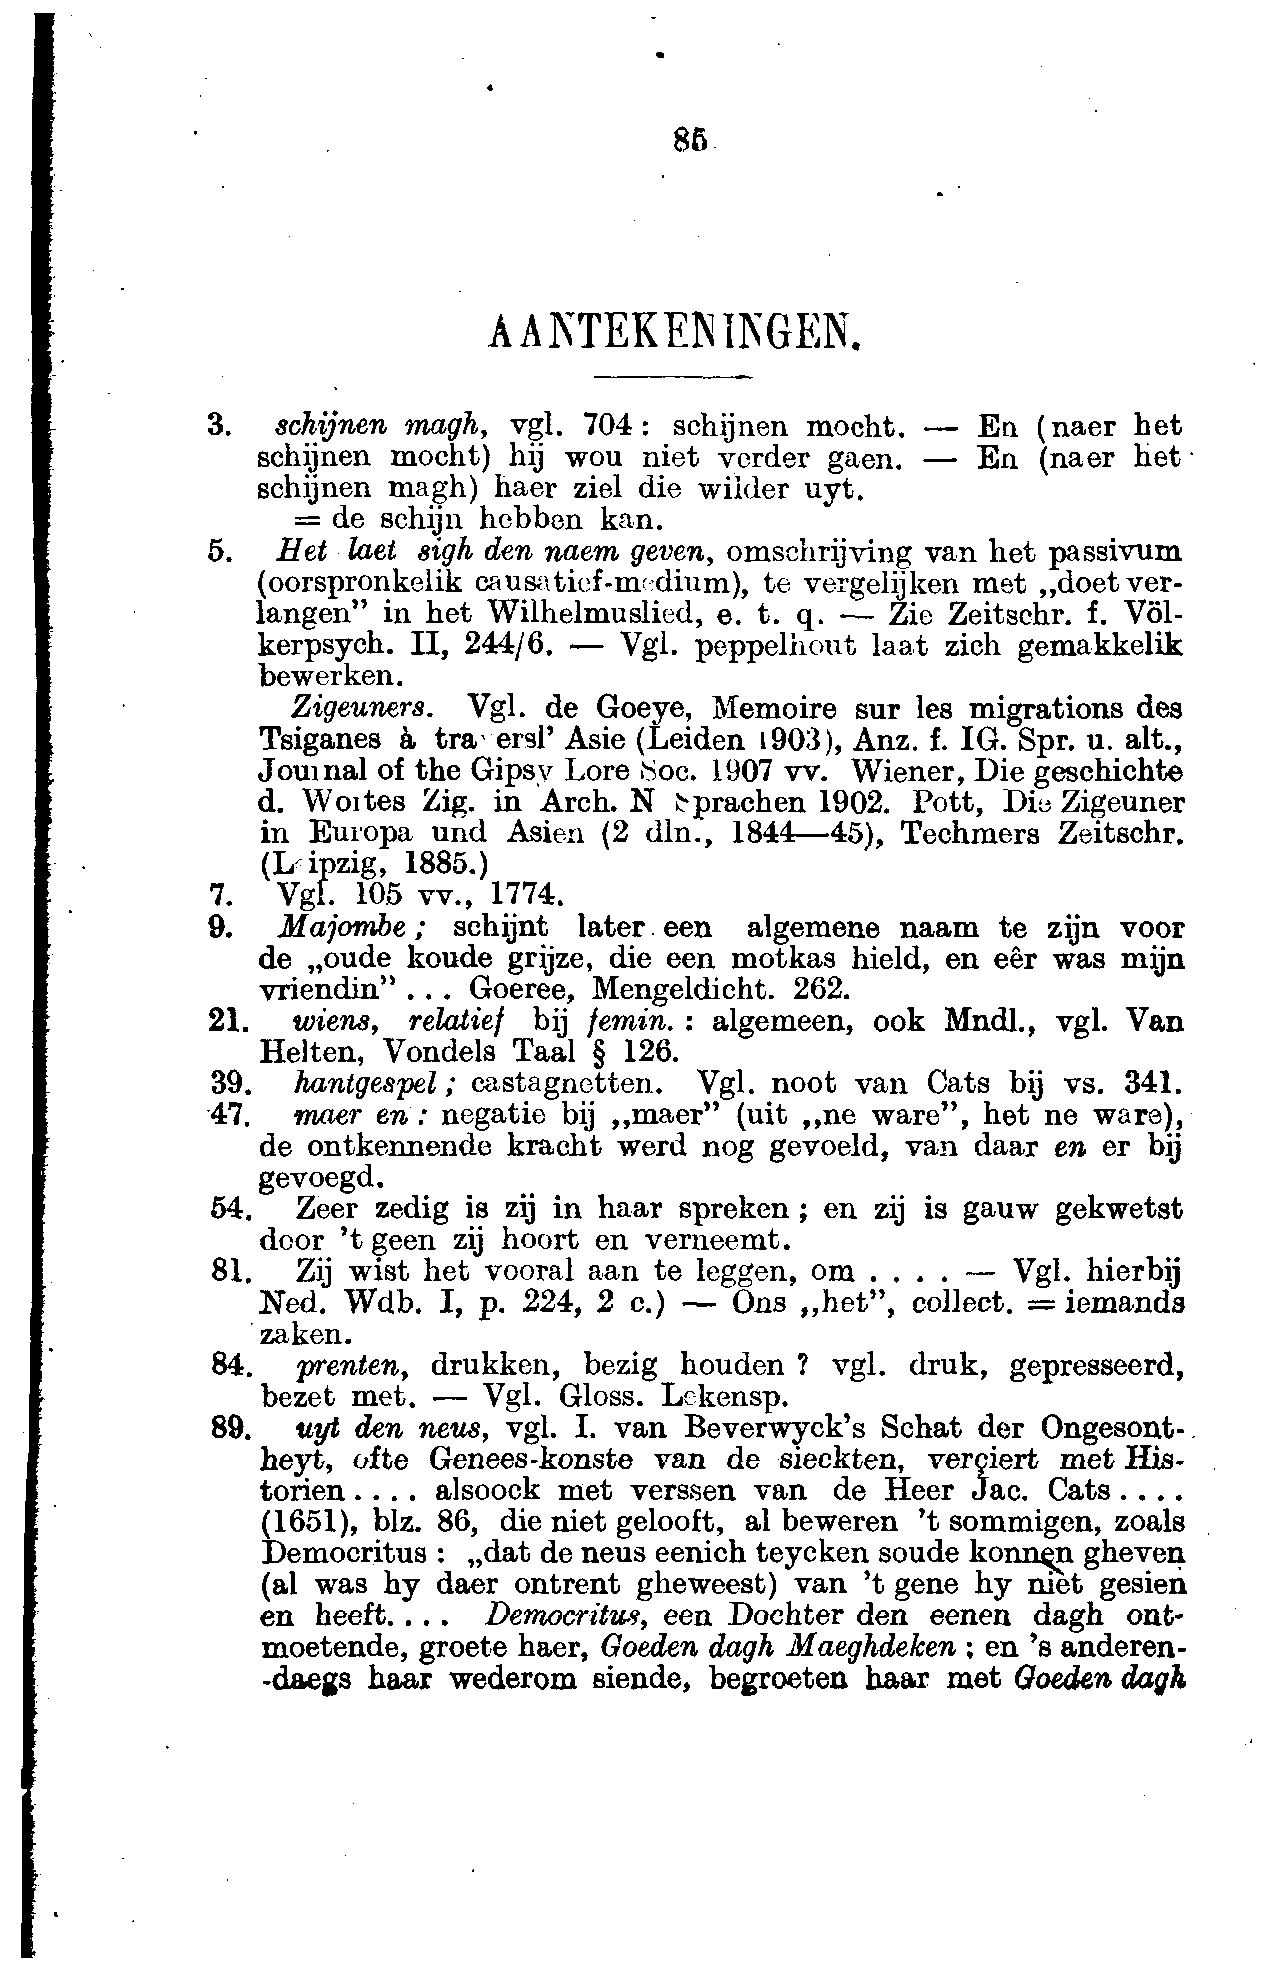 85
AANTEKENINGEN.
3. schijnen magh, vgl. 704 : schijnen mocht. — En (naer het
schijnen mocht) hij wou niet verder gaen. — En (naer het
schijnen magh) haer ziel die wilder uyt.
= de schijn hebben kan.
5. Het laet sigh den naem geven, omschrijving van het passivum
(oorspronkelik causatief-medium), te vergelijken met „doet ver-
langen” in het Wilhelmuslied, e. t. q. — Zie Zeitschr. f. Völ-
kerpsych. II, 244/6. — Vgl. peppelhout laat zich gemakkelik
bewerken.
Zigeuners. Vgl. de Goeye, Memoire sur les migrations des
Tsiganes à traversl’ Asie (Leiden 1903), Anz. f. IG. Spr. u. alt.,
Journal of the Gipsy Lore Soc. 1907 vv. Wiener, Die geschichte
d. Wortes Zig. in Arch. N Sprachen 1902. Pott, Die Zigeuner
in Europa und Asien (2 dln., 1844—45), Techmers Zeitschr.
(Leipzig, 1885.)
7. Vgl. 105 vv., 1774.
9. Majombe ; schijnt later een algemene naam te zijn voor
de „oude koude grijze, die een motkas hield, en eêr was mijn
vriendin” ... Goeree, Mengeldicht. 262.
21. wiens, relatief bij femin. : algemeen, ook Mndl., vgl. Van
Helten, Vondels Taal § 126.
39. hantgespel ; castagnetten. Vgl. noot van Cats bij vs. 341.
47. maer en : negatie bij „maer” (uit „ne ware”, het ne ware),
de ontkennende kracht werd nog gevoeld, van daar en er bij
gevoegd.
54. Zeer zedig is zij in haar spreken ; en zij is gauw gekwetst
door ’t geen zij hoort en verneemt.
81. Zij wist het vooral aan te leggen, om .... — Vgl. hierbij
Ned. Wdb. I, p. 224, 2 c.) — Ons „het”, collect. = iemands
zaken.
84. prenten, drukken, bezig houden ? vgl. druk, gepresseerd,
bezet met. — Vgl. Gloss. Lekensp.
89. uyt den neus, vgl. I. van Beverwyck’s Schat der Ongesont-
heyt, ofte Genees-konste van de sieckten, verçiert met His-
torien .... alsoock met verssen van de Heer Jac. Cats ....
(1651), blz. 86, die niet gelooft, al beweren ’t sommigen, zoals
Democritus : „dat de neus eenich teycken soude konnen gheven
(al was hy daer ontrent gheweest) van ’t gene hy niet gesien
en heeft.... Democritus, een Dochter den eenen dagh ont-
moetende, groete haer, Goeden dagh Maeghdeken ; en ’s anderen-
-daegs haar wederom siende, begroeten haar met Goeden dagh